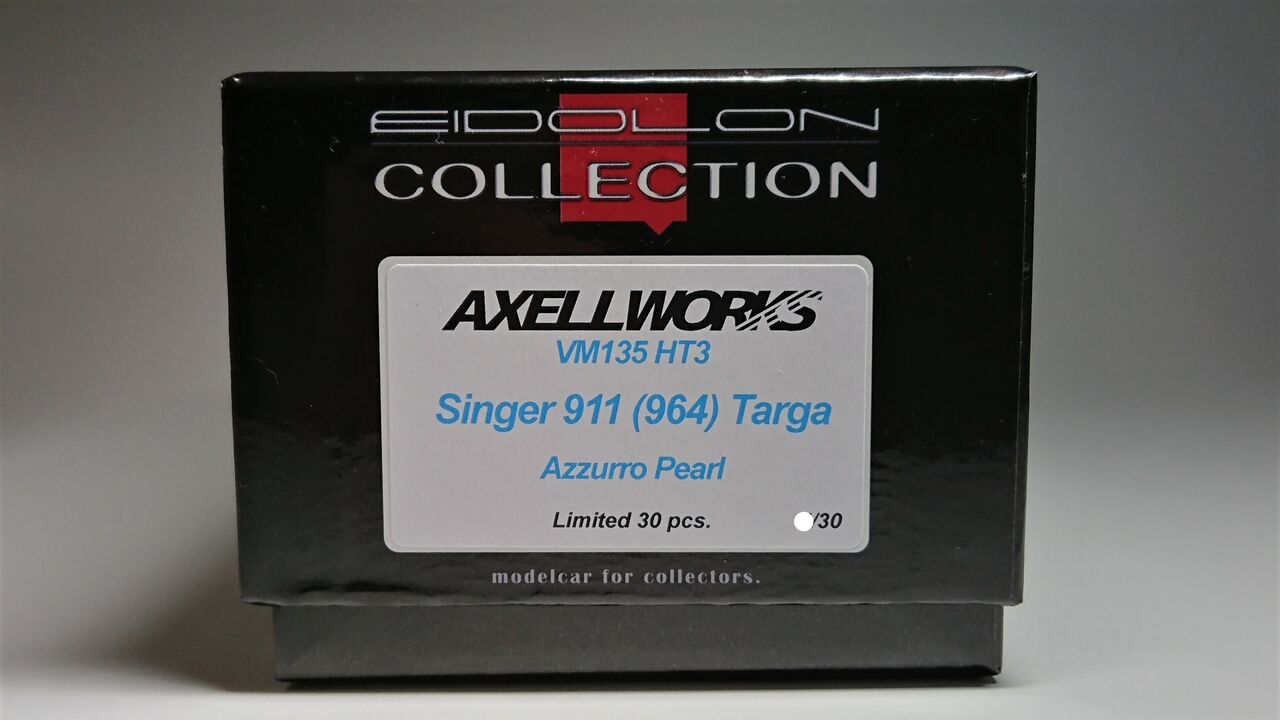 EIDOLON
COLLECTION
AXELLWORKS
VM135 HT3
Singer 911 (964) Targa
Azzurro Pearl
Limited 30 pcs. /30
modelcar for collectors.